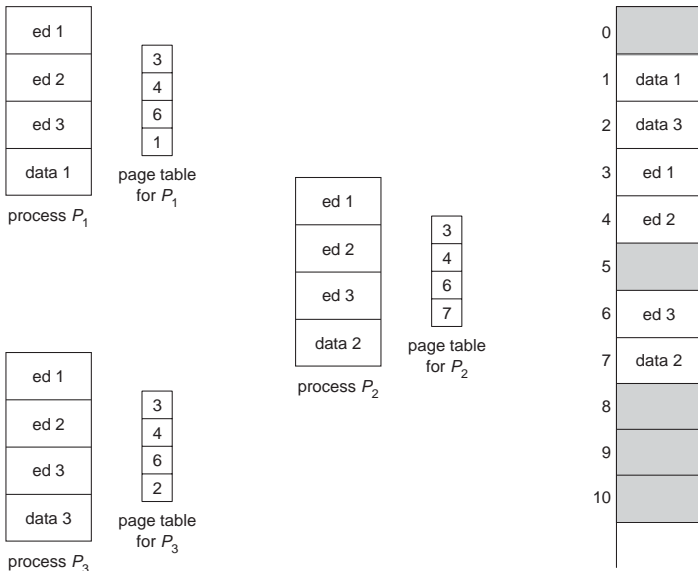 ed 1
ed 2
ed 3
data 1
process P1
3
4
6
1
page table
for P1
ed 1
ed 2
ed 3
data 2
process P2
3
4
6
7
page table
for P2
ed 1
ed 2
ed 3
data 3
process P3
3
4
6
2
page table
for P3
0
1 data 1
2 data 3
3 ed 1
4 ed 2
5
6 ed 3
7 data 2
8
9
10